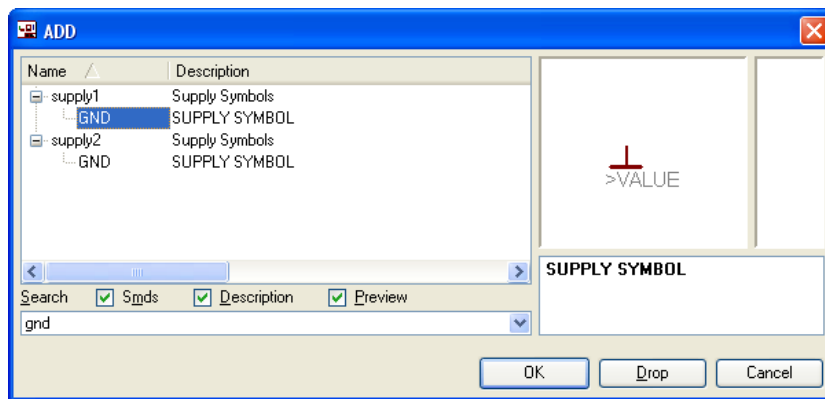 ADD
Name Description
supply1 Supply Symbols
GND SUPPLY SYMBOL
supply2 Supply Symbols
GND SUPPLY SYMBOL
>VALUE
SUPPLY SYMBOL
Search Smds Description Preview
gnd
OK Drop Cancel